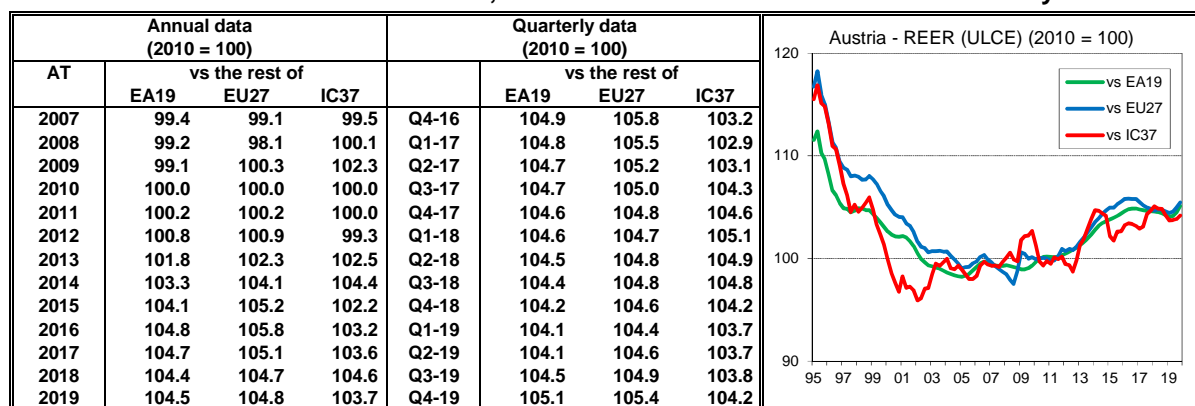 Annual data Quarterly data
(2010 = 100) (2010 = 100)
AT vs the rest of vs the rest of
EA19 EU27 IC37 EA19 EU27 IC37
2007 99.4 99.1 99.5 Q4-16 104.9 105.8 103.2
2008 99.2 98.1 100.1 Q1-17 104.8 105.5 102.9
2009 99.1 100.3 102.3 Q2-17 104.7 105.2 103.1
2010 100.0 100.0 100.0 Q3-17 104.7 105.0 104.3
2011 100.2 100.2 100.0 Q4-17 104.6 104.8 104.6
2012 100.8 100.9 99.3 Q1-18 104.6 104.7 105.1
2013 101.8 102.3 102.5 Q2-18 104.5 104.8 104.9
2014 103.3 104.1 104.4 Q3-18 104.4 104.8 104.8
2015 104.1 105.2 102.2 Q4-18 104.2 104.6 104.2
2016 104.8 105.8 103.2 Q1-19 104.1 104.4 103.7
2017 104.7 105.1 103.6 Q2-19 104.1 104.6 103.7
2018 104.4 104.7 104.6 Q3-19 104.5 104.9 103.8
2019 104.5 104.8 103.7 Q4-19 105.1 105.4 104.2
Austria - REER (ULCE) (2010 = 100)
120
110
100
90
vs EA19
vs EU27
vs IC37
95 97 99 01 03 05 07 09 11 13 15 17 19